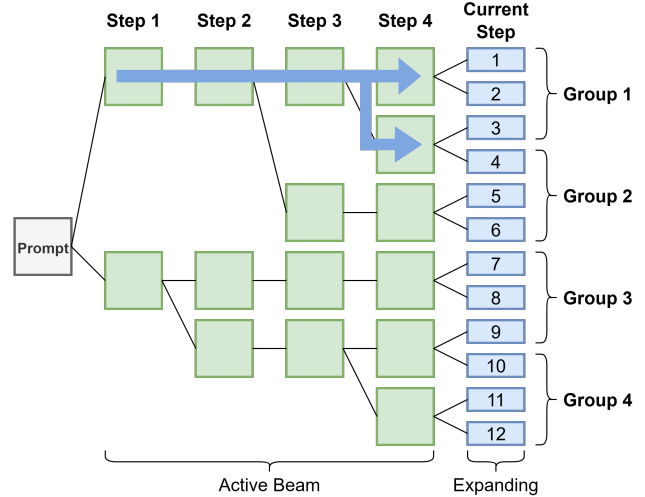 Step 1
Step 2
Step 3
Step 4
Current
Step
Prompt
1
2
3
4
5
6
7
8
9
10
11
12
Group 1
Group 2
Group 3
Group 4
Active Beam
Expanding